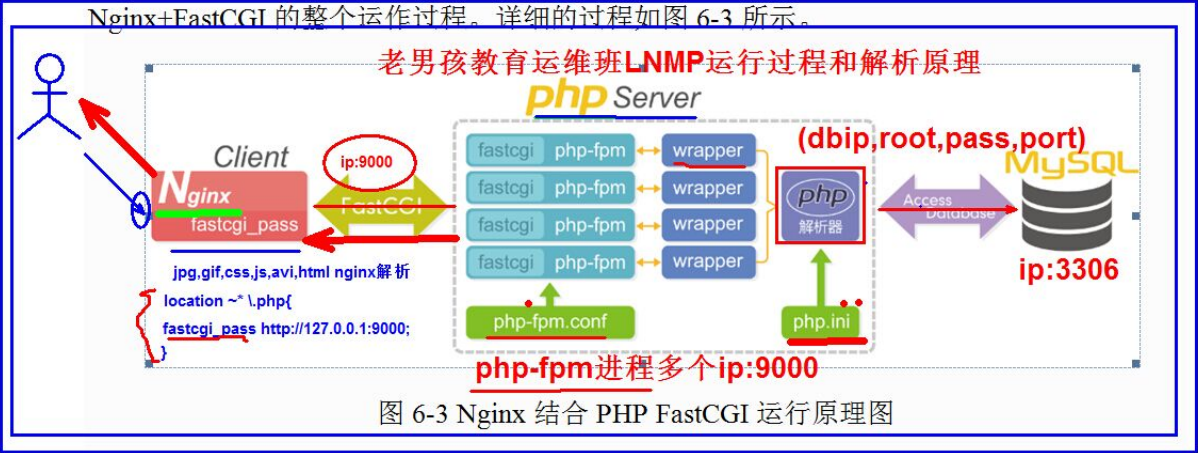 Nginx+FastCGI 的整个运作过程。详细的过程如图 6-3 所示。
老男孩教育运维班LNMP运行过程和解析原理
php Server
(dbip,root,pass,port)
MySQL
Client
ip:9000
Nginx
fastcgi_pass
FastCGI
fastcgi php-fpm wrapper
fastcgi php-fpm wrapper
fastcgi php-fpm wrapper
fastcgi php-fpm wrapper
php
解析器
Access
Database
ip:3306
jpg,gif,css,js,avi,html nginx解析
location ~* \.php{
fastcgi_pass http://127.0.0.1:9000;
}
php-fpm.conf
php.ini
php-fpm进程多个ip:9000
图 6-3 Nginx 结合 PHP FastCGI 运行原理图